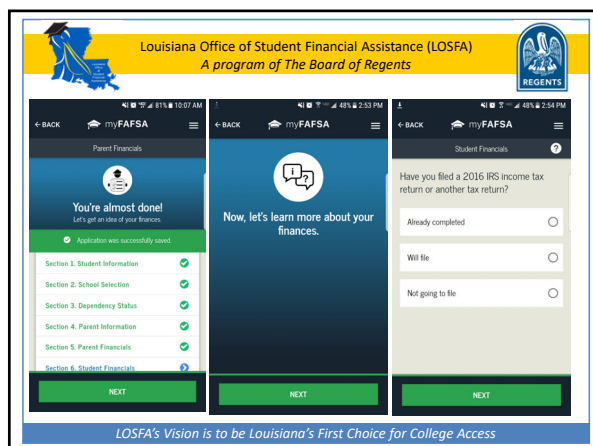 Louisiana Office of Student Financial Assistance (LOSFA)
A program of The Board of Regents
REGENTS
81% 10:07 AM
BACK
myFAFSA
Parent Financials
You're almost done!
Let's get an idea of your finances.
Application was successfully saved.
Section 1. Student Information
Section 2. School Selection
Section 3. Dependency Status
Section 4. Parent Information
Section 5. Parent Financials
Section 6. Student Financials
NEXT
48% 2:53 PM
BACK
myFAFSA
Now, let's learn more about your
finances.
NEXT
48% 2:54 PM
BACK
myFAFSA
Student Financials
?
Have you filed a 2016 IRS income tax
return or another tax return?
Already completed
Will file
Not going to file
NEXT
LOSFA's Vision is to be Louisiana's First Choice for College Access